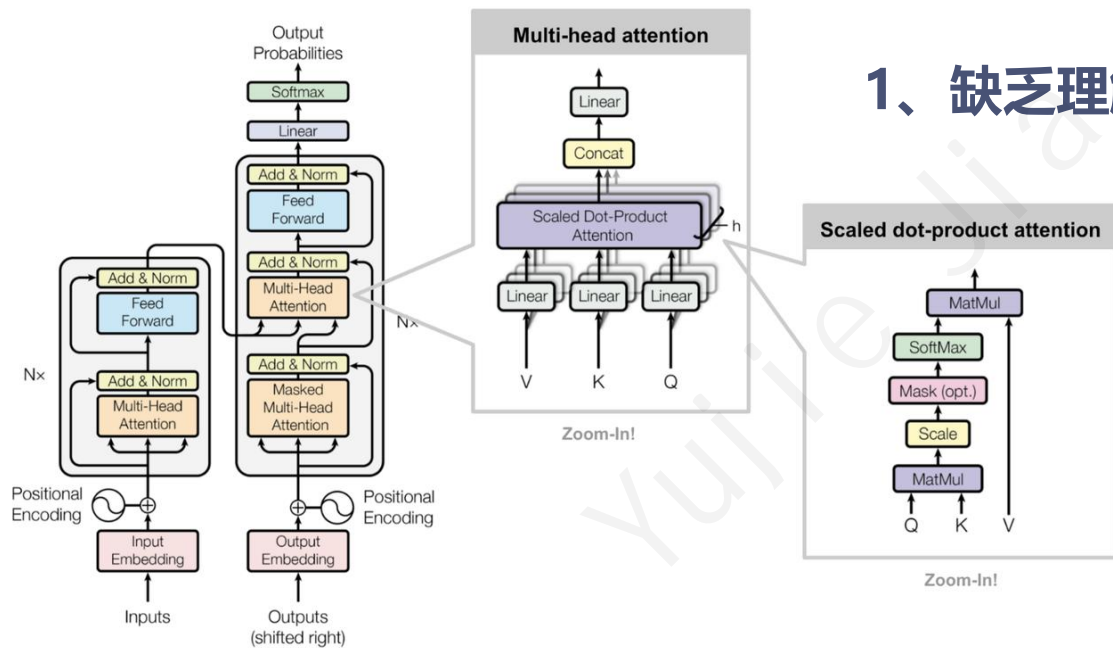 Output
Probabilities
Softmax
Linear
Add & Norm
Feed
Forward
Add & Norm
Multi-Head
Attention
Nx
Add & Norm
Masked
Multi-Head
Attention
Positional
Encoding
Output
Embedding
Outputs
(shifted right)
Add & Norm
Feed
Forward
Nx
Add & Norm
Multi-Head
Attention
Positional
Encoding
Input
Embedding
Inputs
Multi-head attention
Linear
Concat
Scaled Dot-Product
Attention
h
Linear
Linear
Linear
V
K
Q
Zoom-In!
1、缺乏理
Scaled dot-product attention
MatMul
SoftMax
Mask (opt.)
Scale
MatMul
Q
K
V
Zoom-In!
Yujie Jia